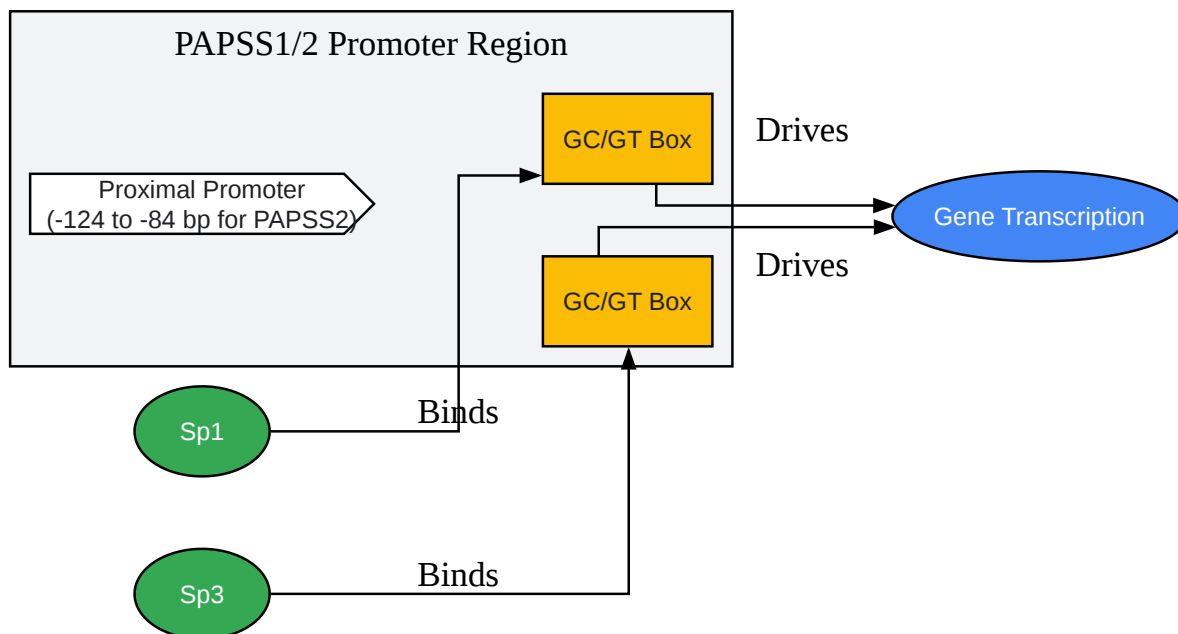 PAPSS1/2 Promoter Region
GC/GT Box
Drives
Proximal Promoter
(-124 to -84 bp for PAPSS2)
Gene Transcription
Drives
GC/GT Box
Binds
Sp1
Binds
Sp3